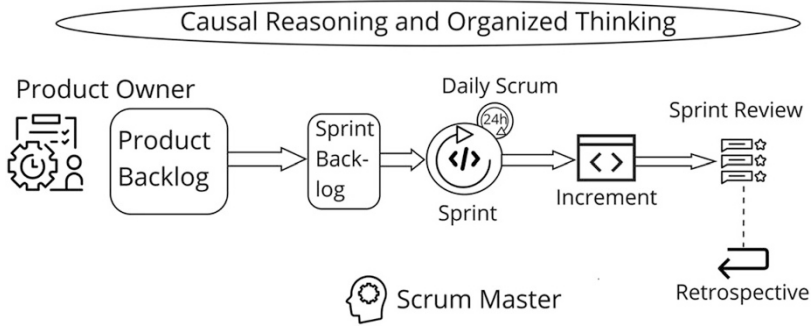 Causal Reasoning and Organized Thinking
Product Owner
Product
Backlog
Sprint
Back-
log
Daily Scrum
24h
</>
Sprint
< >
Increment
Sprint Review
Retrospective
Scrum Master